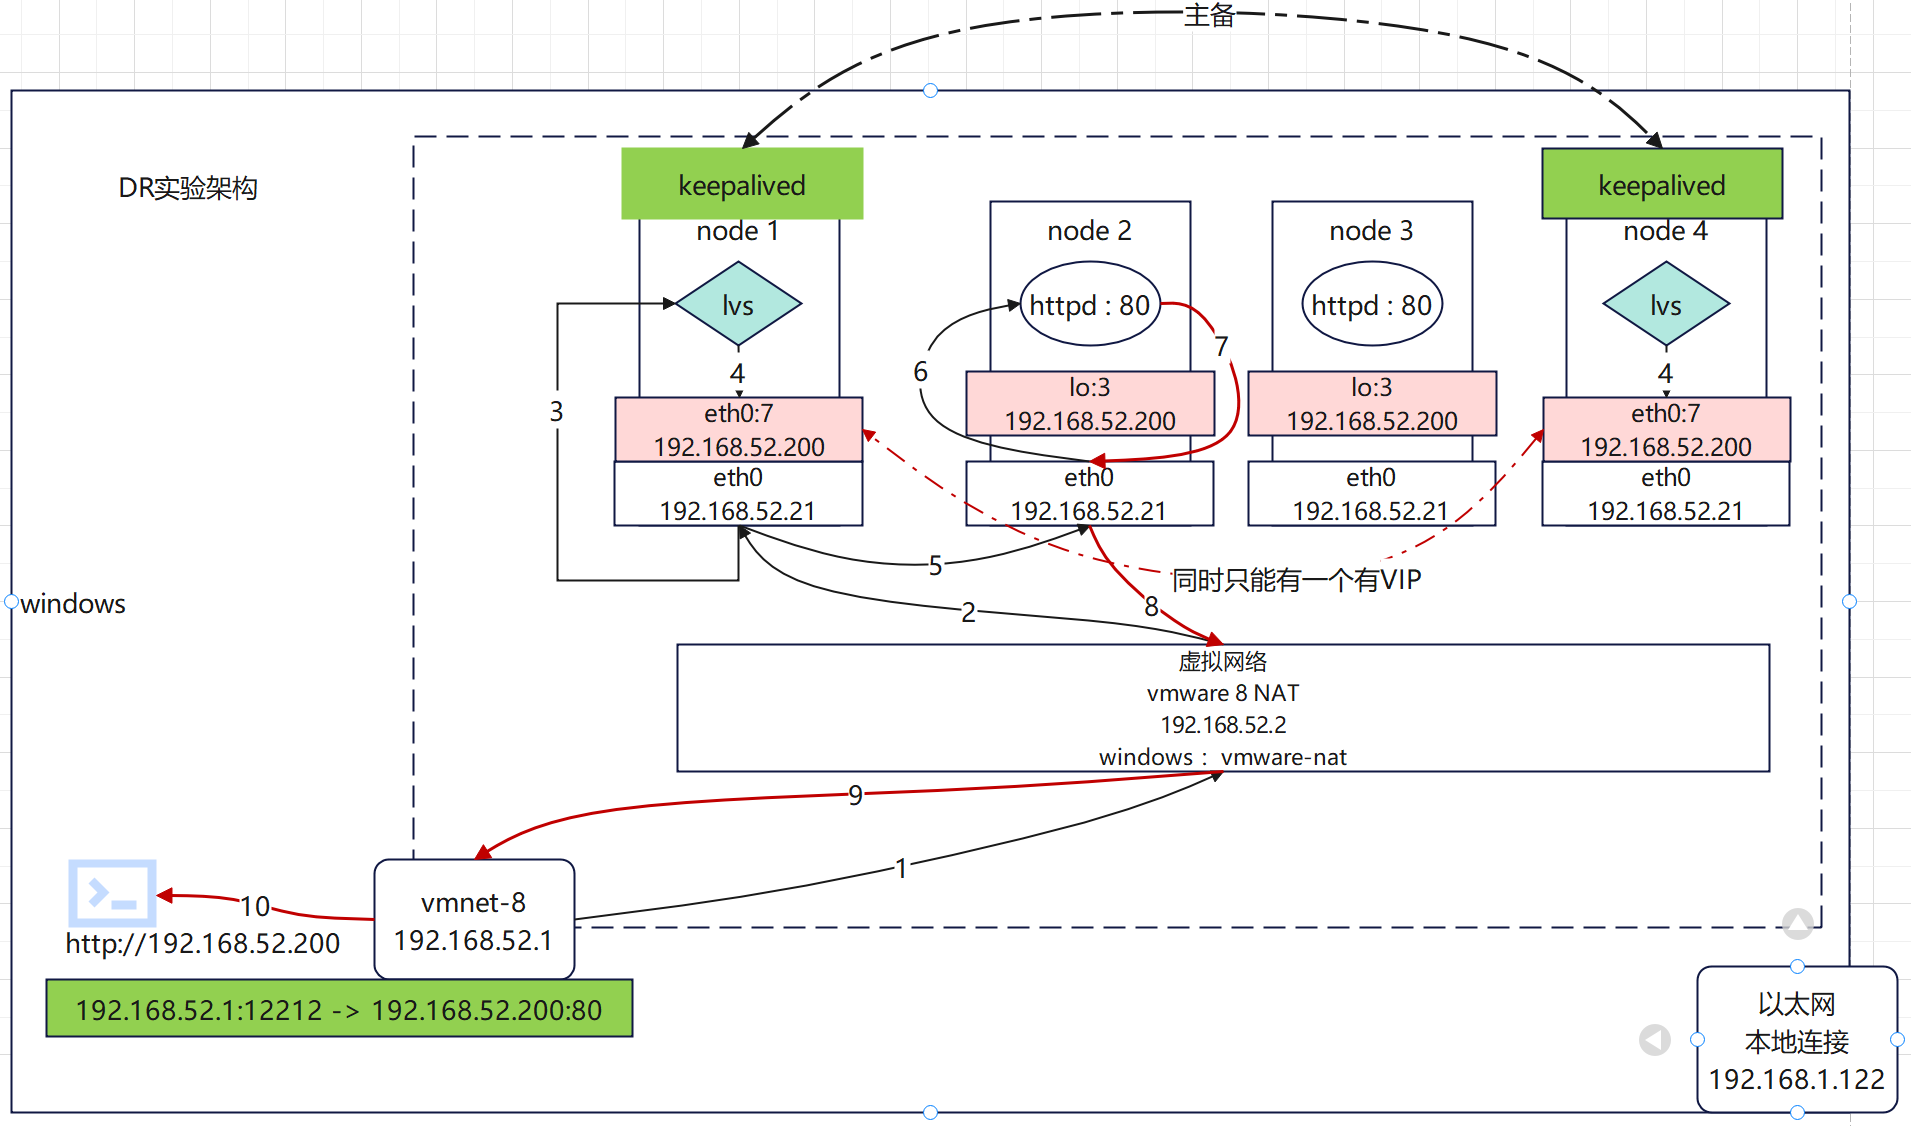 主备
DR实验架构
keepalived
node 1
lvs
4
eth0:7
192.168.52.200
eth0
192.168.52.21
3
node 2
httpd : 80
6
7
lo:3
192.168.52.200
eth0
192.168.52.21
node 3
httpd : 80
lo:3
192.168.52.200
eth0
192.168.52.21
keepalived
node 4
lvs
4
eth0:7
192.168.52.200
eth0
192.168.52.21
5
同时只能有一个有VIP
2
8
windows
虚拟网络
vmware 8 NAT
192.168.52.2
windows： vmware-nat
9
1
10
http://192.168.52.200
vmnet-8
192.168.52.1
192.168.52.1:12212 -> 192.168.52.200:80
以太网
本地连接
192.168.1.122